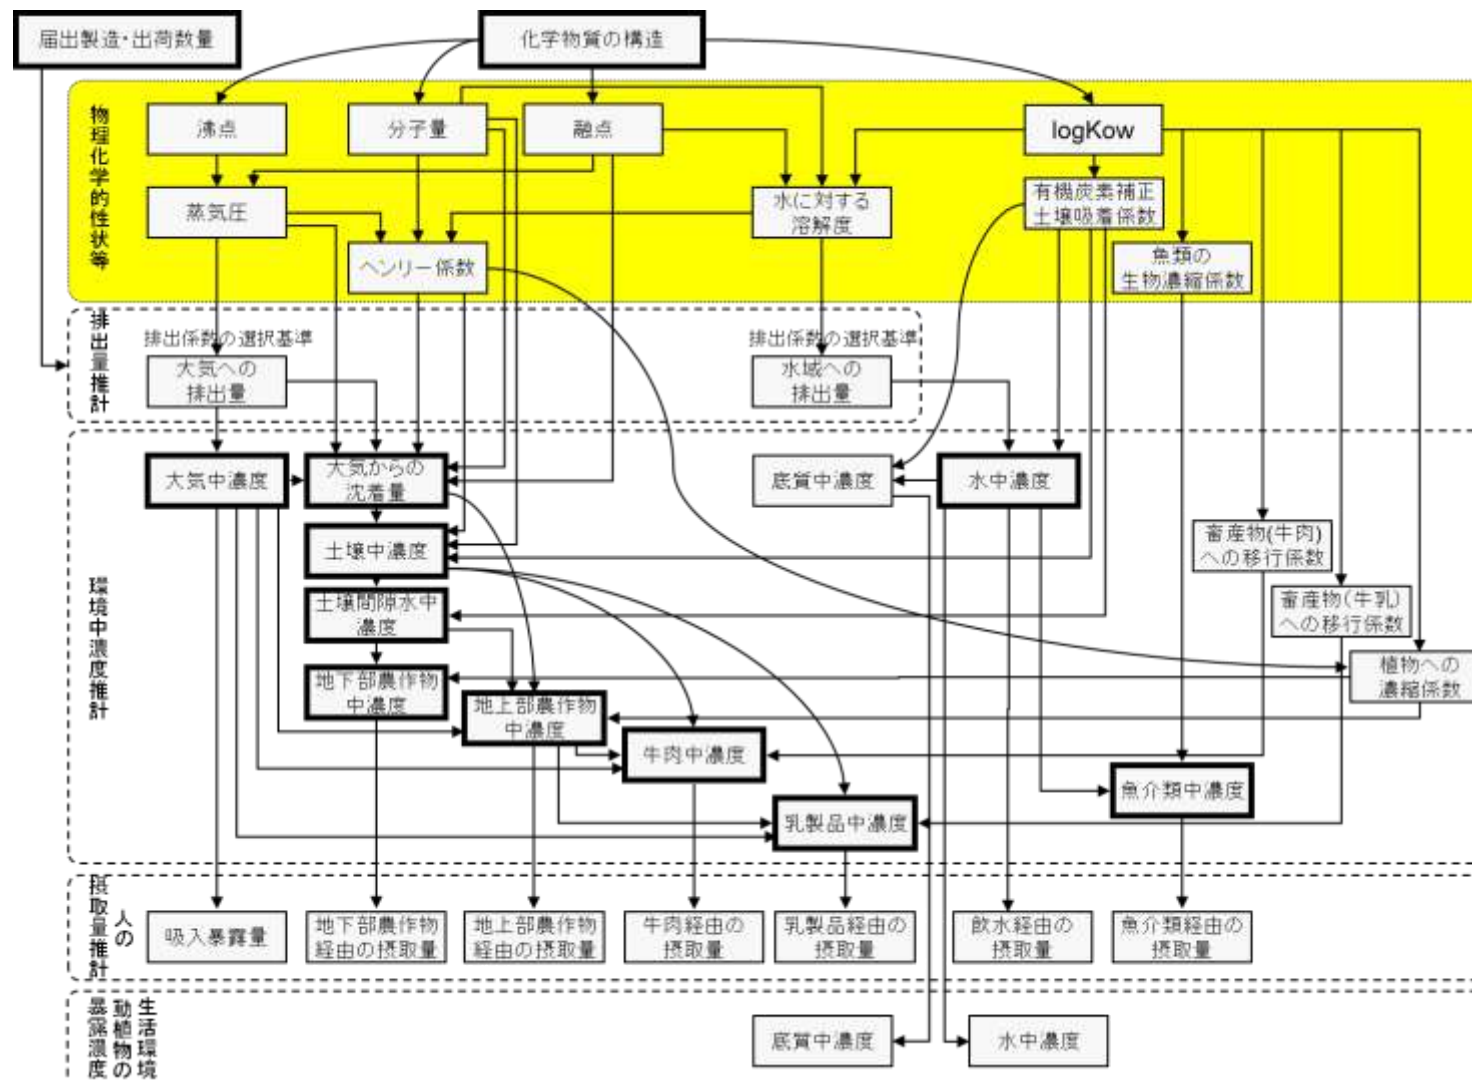 届出製造・出荷数量
化学物質の構造
物理化学的性状等
沸点
分子量
融点
logKow
蒸気圧
水に対する
溶解度
有機炭素補正
土壌吸着係数
ヘンリー係数
魚類の
生物濃縮係数
排出量推計
排出係数の選択基準
大気への
排出量
排出係数の選択基準
水域への
排出量
環境中濃度推計
大気中濃度
大気からの
沈着量
底質中濃度
水中濃度
土壌中濃度
畜産物(牛肉)
への移行係数
土壌間隙水中
濃度
畜産物(牛乳)
への移行係数
地下部農作物
中濃度
植物への
濃縮係数
地上部農作物
中濃度
牛肉中濃度
魚介類中濃度
乳製品中濃度
人の
摂取量推計
吸入暴露量
地下部農作物
経由の摂取量
地上部農作物
経由の摂取量
牛肉経由の
摂取量
乳製品経由の
摂取量
飲水経由の
摂取量
魚介類経由の
摂取量
生活環境
動植物の
暴露濃度
底質中濃度
水中濃度